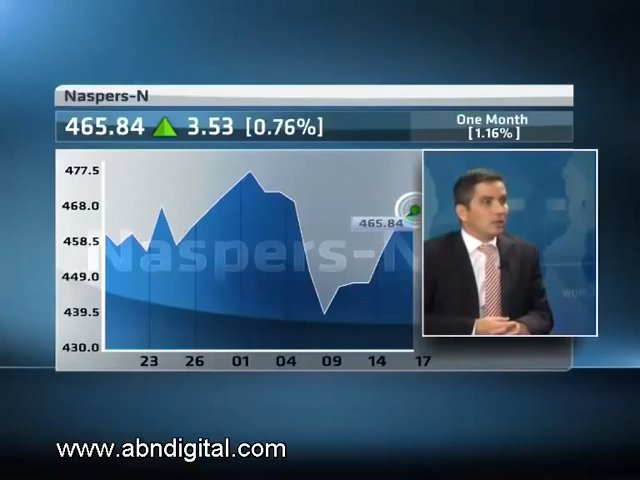 Naspers-N
465.84 3.53 [0.76%]
One Month
[1.16%]
477.5
468.0
458.5
449.0
439.5
430.0
Naspers-N
465.84
23 26 01 04 09 14 17
WOR
www.abndigital.com